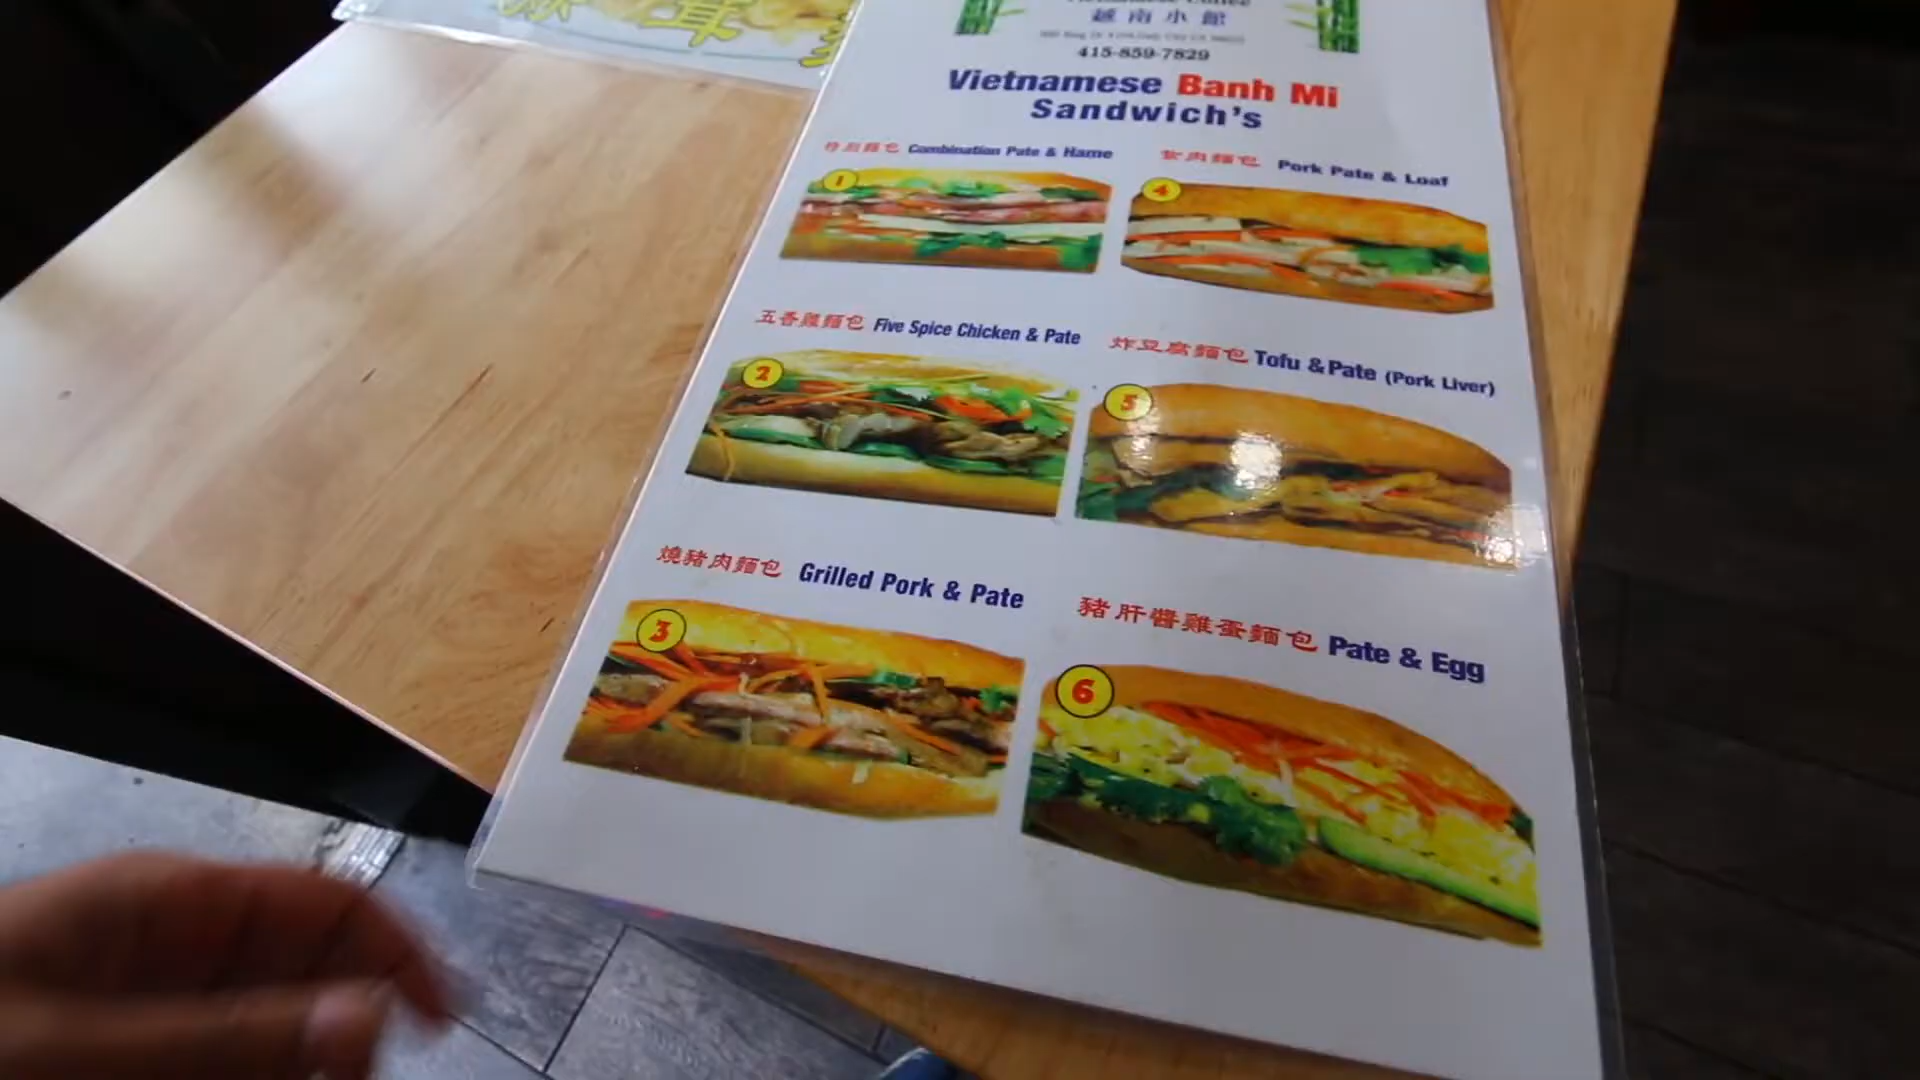 越南小館
415-859-7829
Vietnamese Banh Mi
Sandwich's
Combination Pate & Hame
1
Pork Pate & Loaf
4
五香雞麵包 Five Spice Chicken & Pate
2
炸豆腐麵包 Tofu & Pate (Pork Liver)
5
燒豬肉麵包 Grilled Pork & Pate
3
豬肝醬雞蛋麵包 Pate & Egg
6